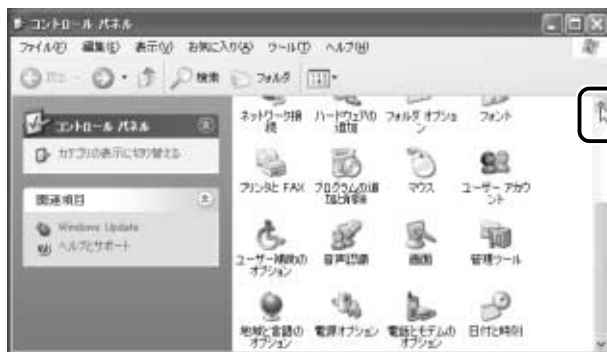 コントロール パネル
ファイル(F) 編集(E) 表示(V) お気に入り(A) ツール(T) ヘルプ(H)
戻る 検索 フォルダ
コントロール パネル
カテゴリの表示に切り替える
関連項目
Windows Update
ヘルプとサポート
ネットワーク接続 ハードウェアの追加 フォルダ オプション フォント
プリンタと FAX プログラムの追加と削除 マウス ユーザー アカウント
ユーザー補助のオプション 音声認識 画面 管理ツール
地域と言語のオプション 電源オプション 電話とモデムのオプション 日付と時刻